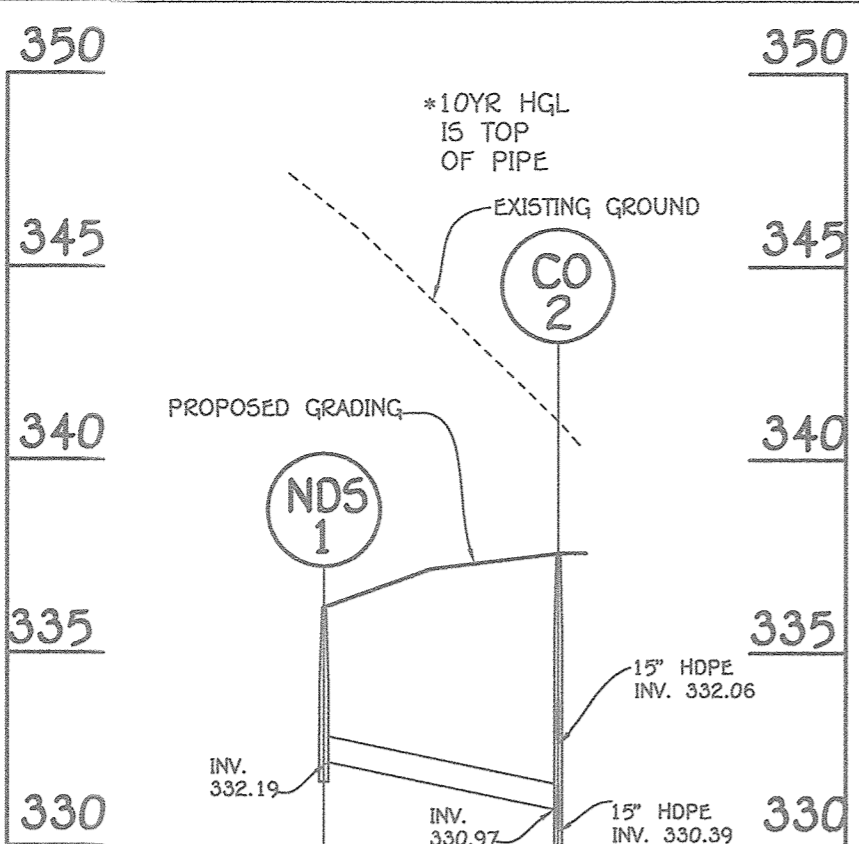 350
350
*10YR HGL
IS TOP
OF PIPE
EXISTING GROUND
345
345
CO
2
PROPOSED GRADING
340
340
NDS
1
335
335
15" HDPE
INV. 332.06
INV.
332.19
330
INV.
330.97
15" HDPE
INV. 330.39
330